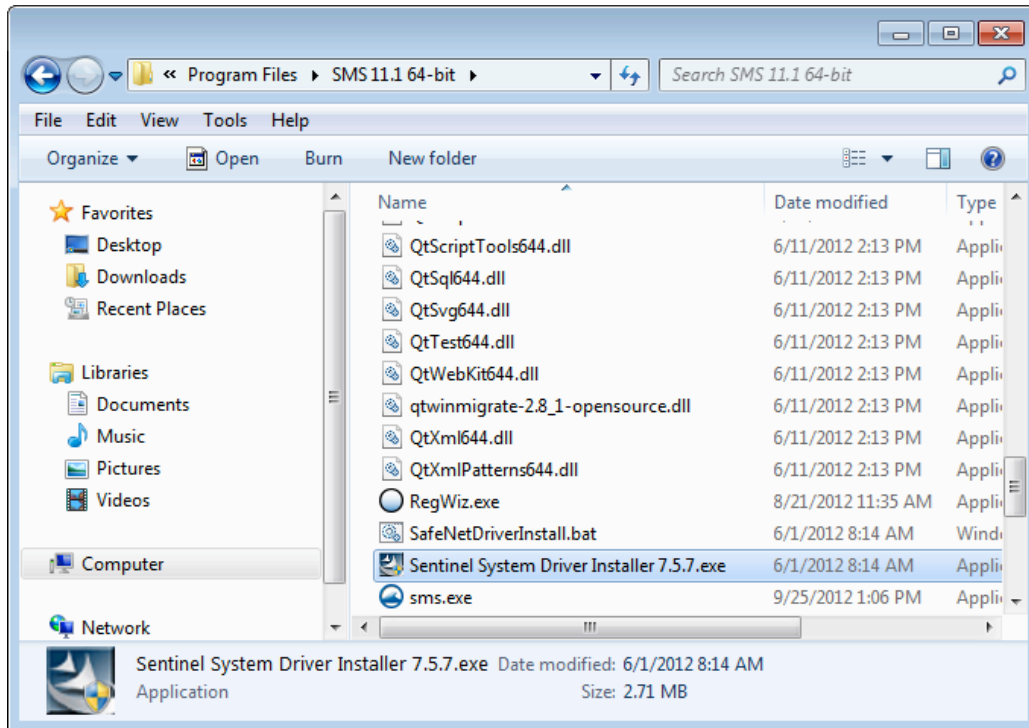 « Program Files ▸ SMS 11.1 64-bit ▸ Search SMS 11.1 64-bit
File Edit View Tools Help
Organize Open Burn New folder
Name Date modified Type
Favorites
Desktop
Downloads
Recent Places
Libraries
Documents
Music
Pictures
Videos
Computer
Network
QtScriptTools644.dll 6/11/2012 2:13 PM Appli
QtSql644.dll 6/11/2012 2:13 PM Appli
QtSvg644.dll 6/11/2012 2:13 PM Appli
QtTest644.dll 6/11/2012 2:13 PM Appli
QtWebKit644.dll 6/11/2012 2:13 PM Appli
qtwinmigrate-2.8_1-opensource.dll 6/11/2012 2:13 PM Appli
QtXml644.dll 6/11/2012 2:13 PM Appli
QtXmlPatterns644.dll 6/11/2012 2:13 PM Appli
RegWiz.exe 8/21/2012 11:35 AM Appli
SafeNetDriverInstall.bat 6/1/2012 8:14 AM Wind
Sentinel System Driver Installer 7.5.7.exe 6/1/2012 8:14 AM Appli
sms.exe 9/25/2012 1:06 PM Appli
Sentinel System Driver Installer 7.5.7.exe Date modified: 6/1/2012 8:14 AM
Application Size: 2.71 MB